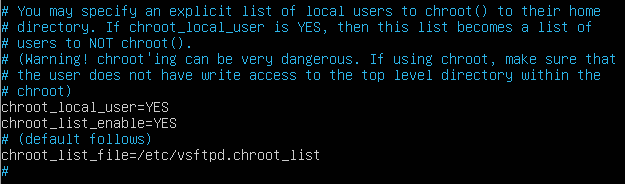 # You may specify an explicit list of local users to chroot() to their home
# directory. If chroot_local_user is YES, then this list becomes a list of
# users to NOT chroot().
# (Warning! chroot'ing can be very dangerous. If using chroot, make sure that
# the user does not have write access to the top level directory within the
# chroot)
chroot_local_user=YES
chroot_list_enable=YES
# (default follows)
chroot_list_file=/etc/vsftpd.chroot_list
#